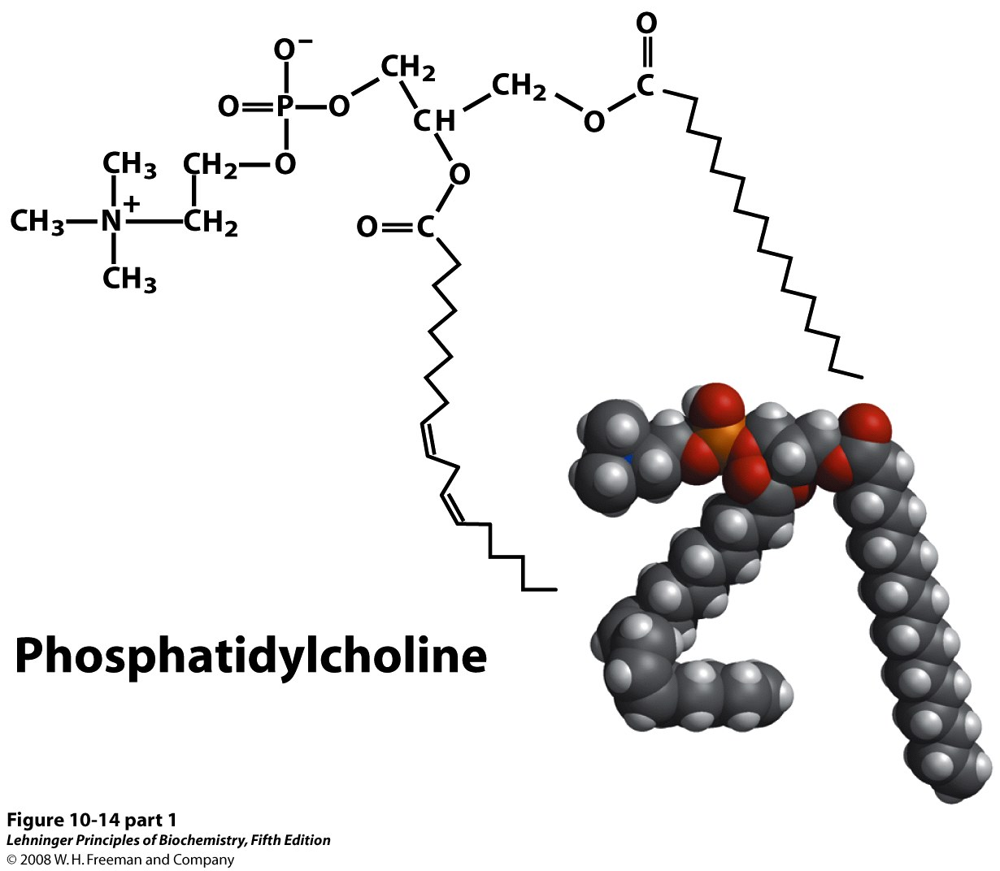 O
O⁻
CH₂
CH₂
C
O=P—O
CH
O
CH₃
CH₂—O
O
CH₃—N⁺—CH₂
O=C
CH₃
Phosphatidylcholine
Figure 10-14 part 1
Lehninger Principles of Biochemistry, Fifth Edition
© 2008 W. H. Freeman and Company